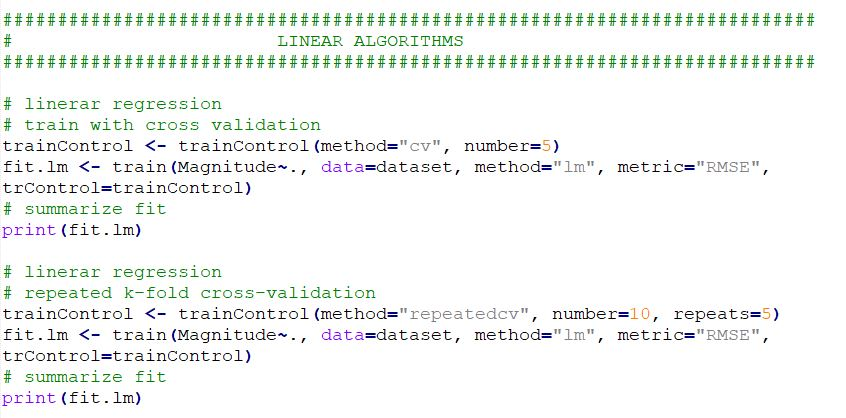 ##########################################################################
# LINEAR ALGORITHMS
##########################################################################
# linerar regression
# train with cross validation
trainControl <- trainControl(method="cv", number=5)
fit.lm <- train(Magnitude~., data=dataset, method="lm", metric="RMSE",
trControl=trainControl)
# summarize fit
print(fit.lm)
# linerar regression
# repeated k-fold cross-validation
trainControl <- trainControl(method="repeatedcv", number=10, repeats=5)
fit.lm <- train(Magnitude~., data=dataset, method="lm", metric="RMSE",
trControl=trainControl)
# summarize fit
print(fit.lm)